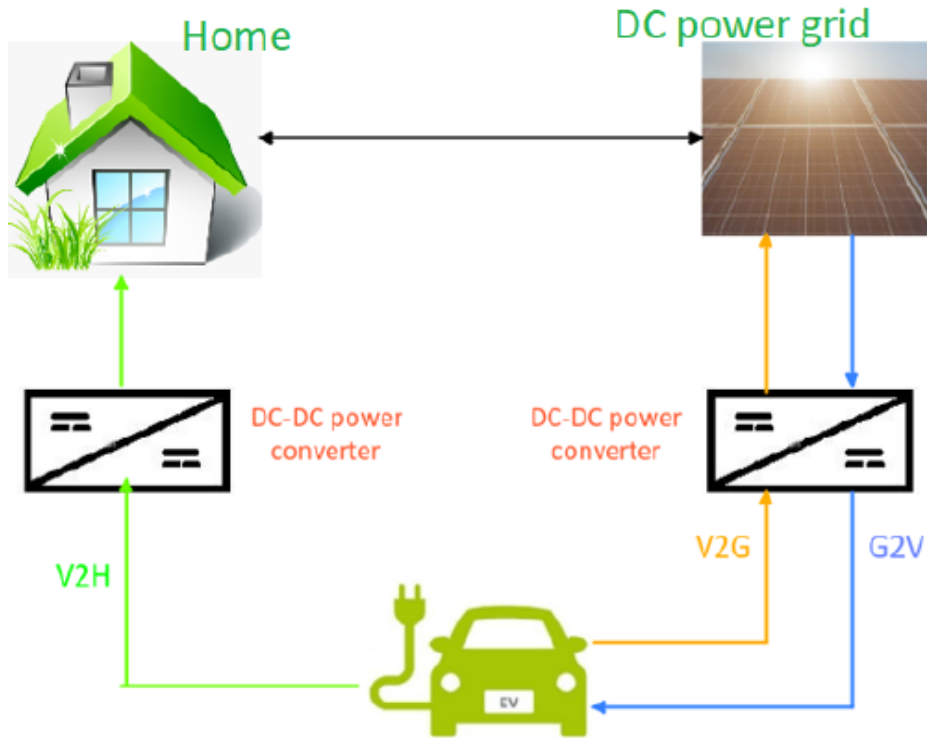 Home
DC power grid
DC-DC power
converter
DC-DC power
converter
V2H
V2G
G2V
EV